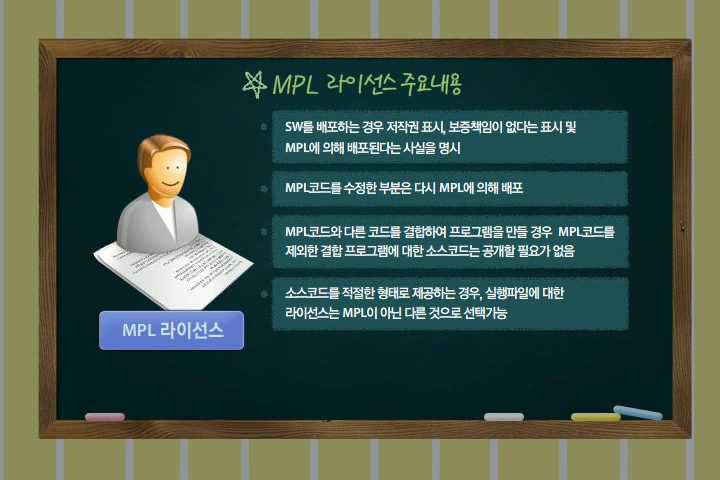 MPL 라이선스 주요내용
SW를 배포하는 경우 저작권 표시, 보증책임이 없다는 표시 및
MPL에 의해 배포된다는 사실을 명시
MPL코드를 수정한 부분은 다시 MPL에 의해 배포
MPL코드와 다른 코드를 결합하여 프로그램을 만들 경우 MPL코드를
제외한 결합 프로그램에 대한 소스코드는 공개할 필요가 없음
소스코드를 적절한 형태로 제공하는 경우, 실행파일에 대한
라이선스는 MPL이 아닌 다른 것으로 선택가능
MPL 라이선스